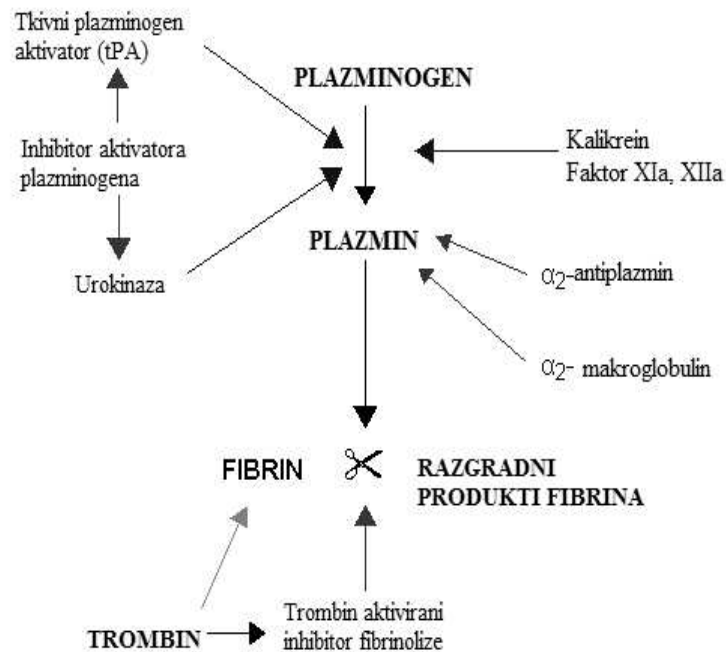 Tkivni plazminogen
aktivator (tPA)
PLAZMINOGEN
Inhibitor aktivatora
plazminogena
Kalikrein
Faktor XIa, XIIa
PLAZMIN
Urokinaza
α2-antiplazmin
α2- makroglobulin
FIBRIN
RAZGRADNI
PRODUKTI FIBRINA
TROMBIN
Trombin aktivirani
inhibitor fibrinolize